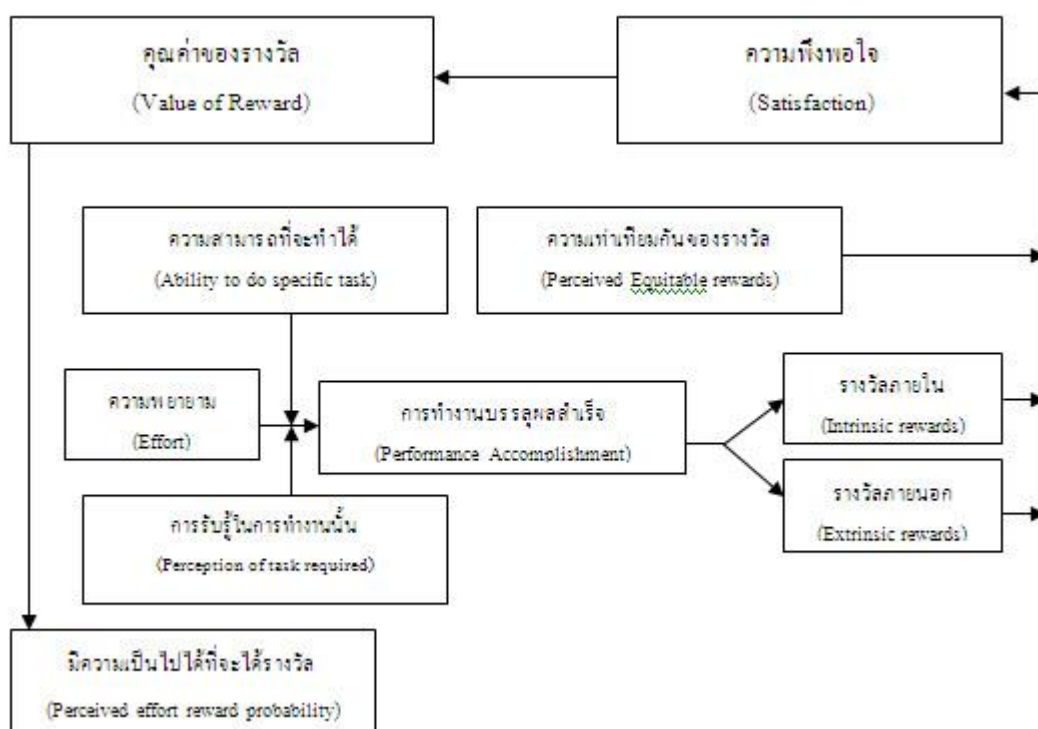 คุณค่าของรางวัล
(Value of Reward)
ความพึงพอใจ
(Satisfaction)
ความสามารถที่จะทำได้
(Ability to do specific task)
ความเท่าเทียมกันของรางวัล
(Perceived Equitable rewards)
ความพยายาม
(Effort)
การทำงานบรรลุผลสำเร็จ
(Performance Accomplishment)
รางวัลภายใน
(Intrinsic rewards)
รางวัลภายนอก
(Extrinsic rewards)
การรับรู้ในการทำงานนั้น
(Perception of task required)
มีความเป็นไปได้ที่จะได้รางวัล
(Perceived effort reward probability)